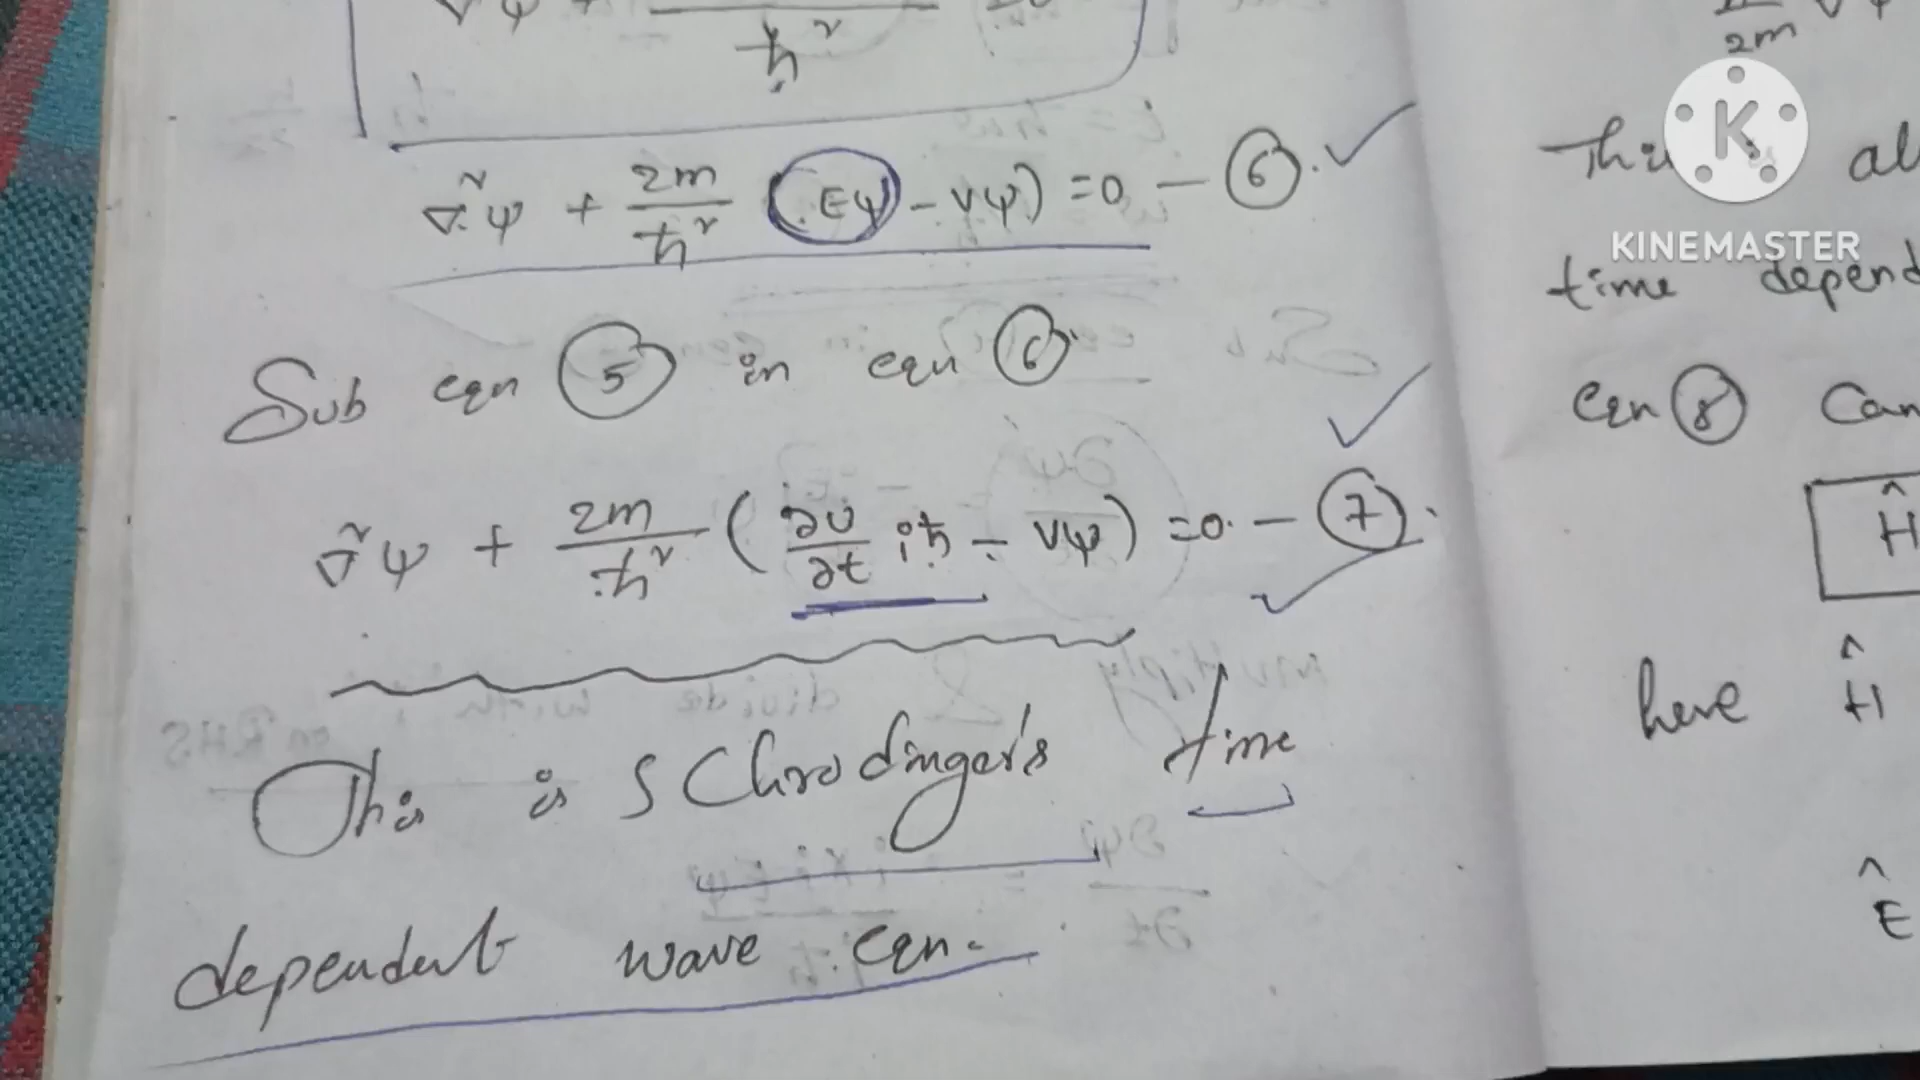 ħ²
∇²ψ + 2m/ħ² (Eψ - Vψ) = 0 - ⑥
Sub eqn ⑤ in eqn ⑥
∇²ψ + 2m/ħ² (∂ψ/∂t iħ - Vψ) = 0 - ⑦
This is SChrodinger's time
dependent wave eqn.
2m
al
time depend
eqn ⑧ Can
Ĥ
here Ĥ
Ê
KINEMASTER